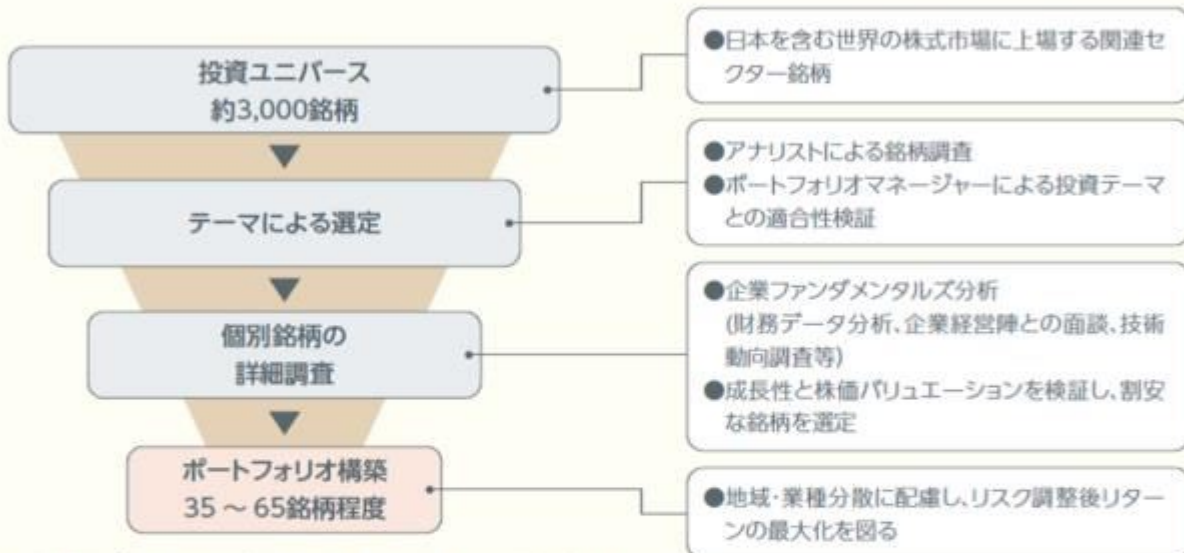 投資ユニバース
約3,000銘柄
●日本を含む世界の株式市場に上場する関連セ
クター銘柄
テーマによる選定
●アナリストによる銘柄調査
●ポートフォリオマネージャーによる投資テーマ
との適合性検証
個別銘柄の
詳細調査
●企業ファンダメンタルズ分析
(財務データ分析、企業経営陣との面談、技術
動向調査等)
●成長性と株価バリュエーションを検証し、割安
な銘柄を選定
ポートフォリオ構築
35 〜 65銘柄程度
●地域・業種分散に配慮し、リスク調整後リター
ンの最大化を図る